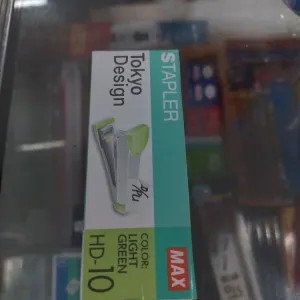 STAPLER
Tokyo
Design
COLOR:
LIGHT
GREEN
HD-10
MAX